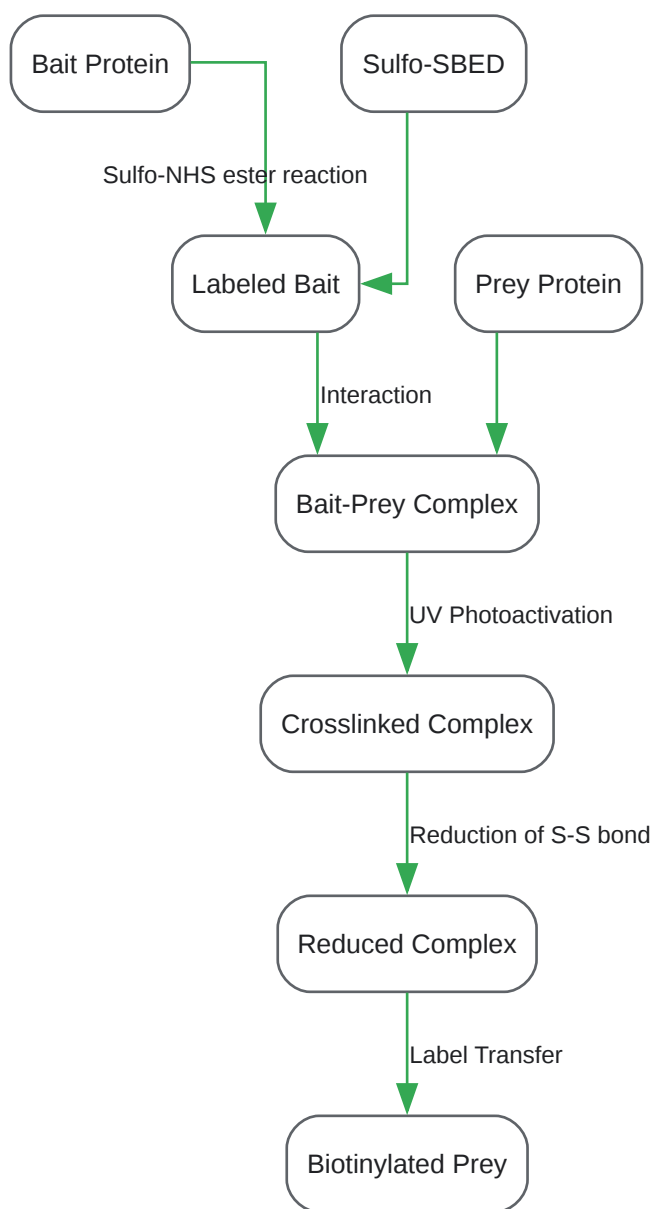 Bait Protein
Sulfo-SBED
Sulfo-NHS ester reaction
Labeled Bait
Prey Protein
Interaction
Bait-Prey Complex
UV Photoactivation
Crosslinked Complex
Reduction of S-S bond
Reduced Complex
Label Transfer
Biotinylated Prey